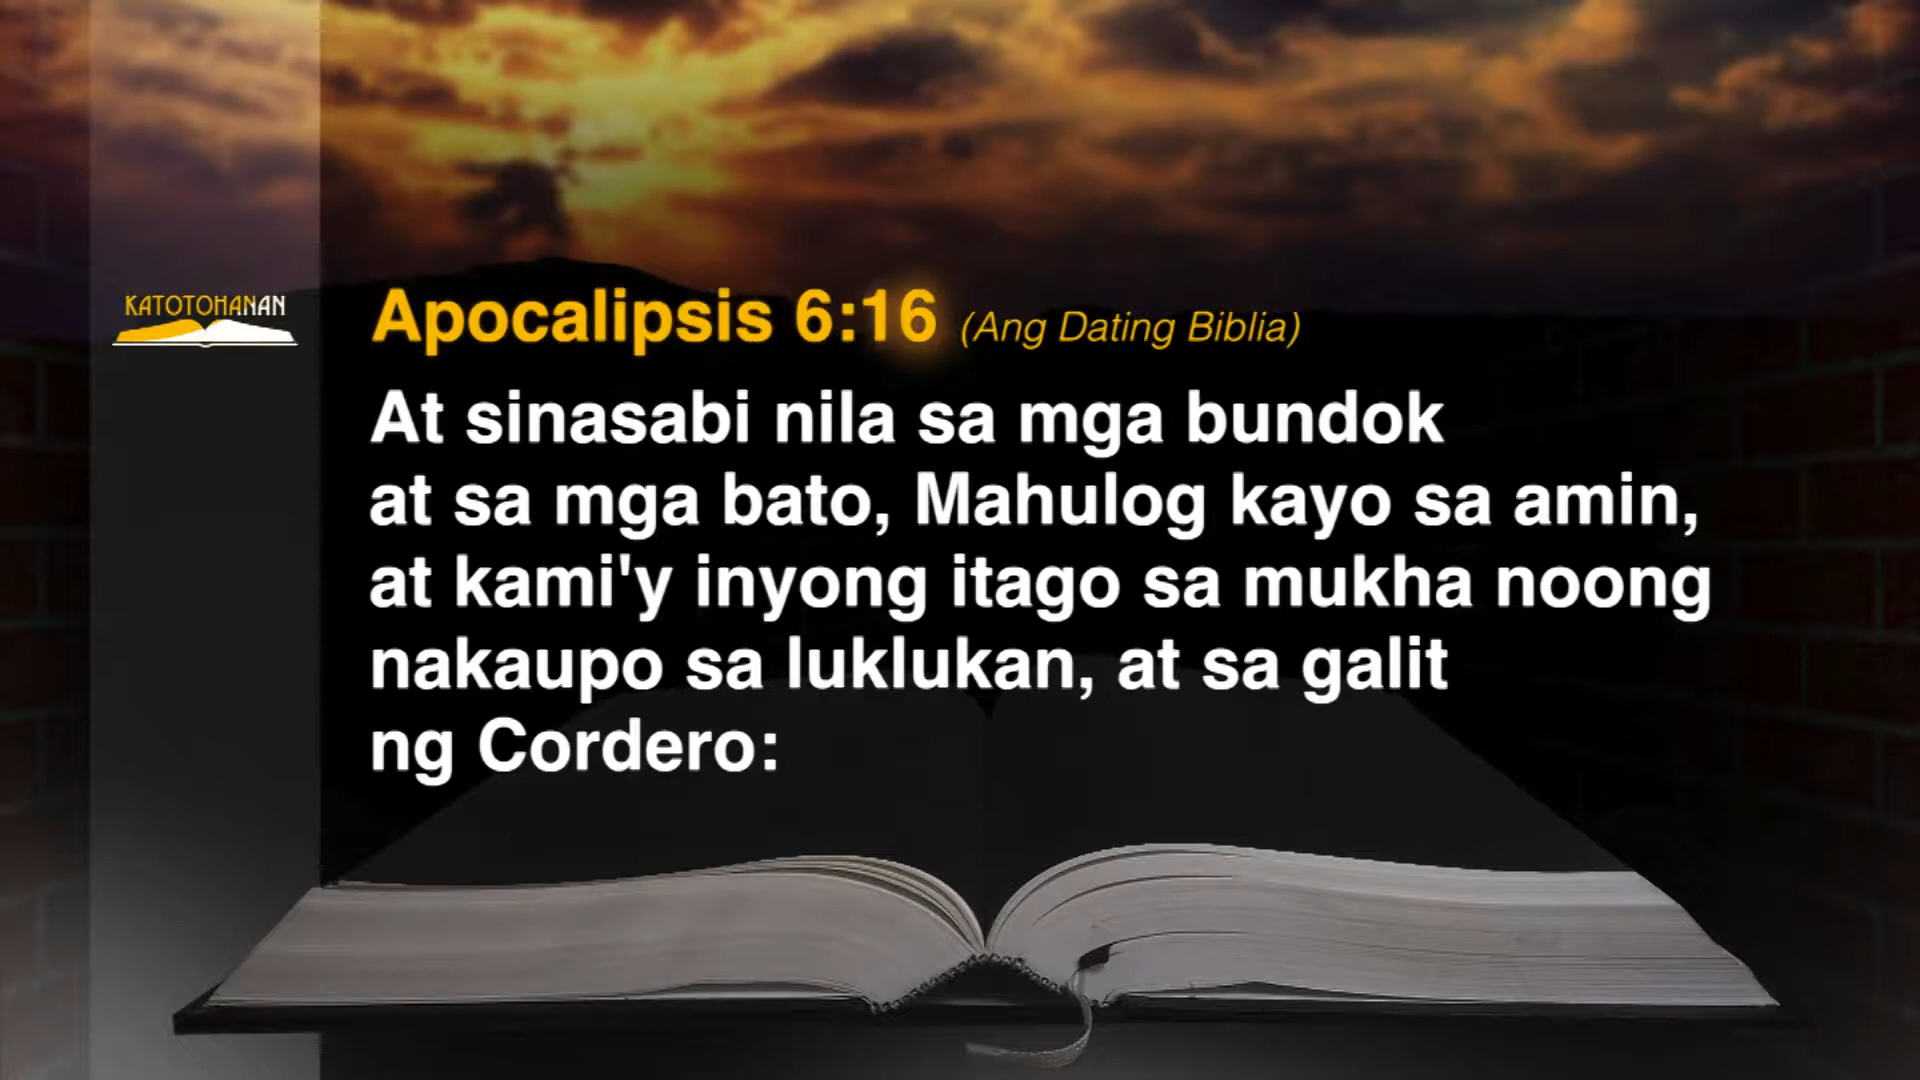 KATOTOHANAN
Apocalipsis 6:16 (Ang Dating Biblia)
At sinasabi nila sa mga bundok
at sa mga bato, Mahulog kayo sa amin,
at kami'y inyong itago sa mukha noong
nakaupo sa luklukan, at sa galit
ng Cordero: